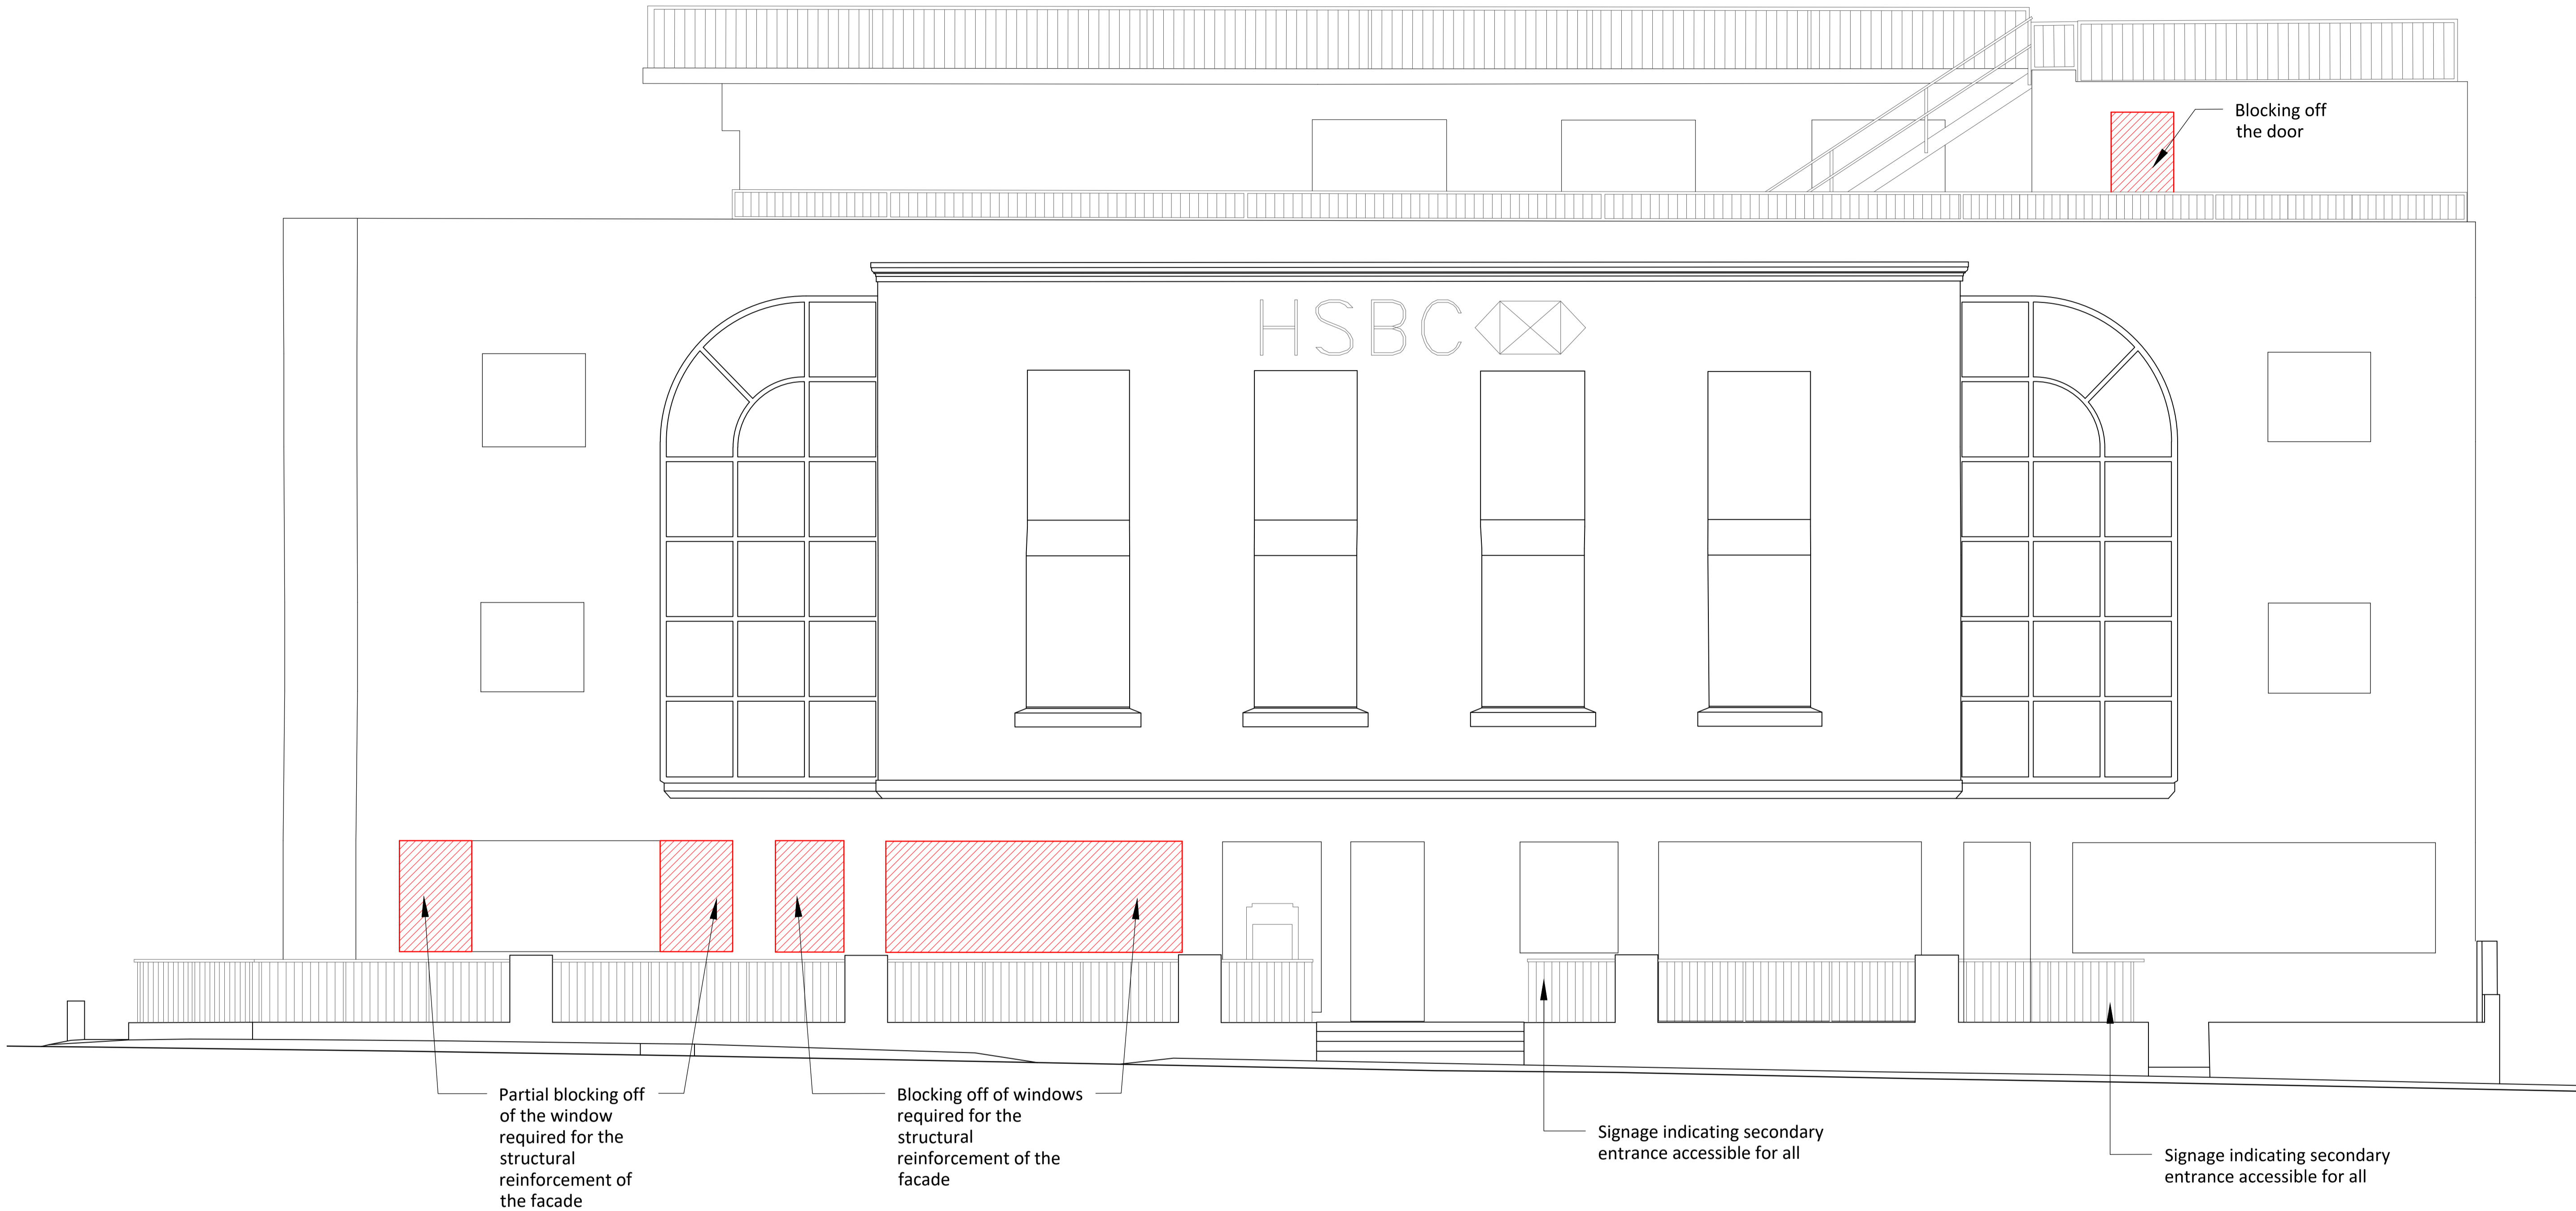 Blocking off
the door
HSBC
Partial blocking off
of the window
required for the
structural
reinforcement of
the facade
Blocking off of windows
required for the
structural
reinforcement of the
facade
Signage indicating secondary
entrance accessible for all
Signage indicating secondary
entrance accessible for all